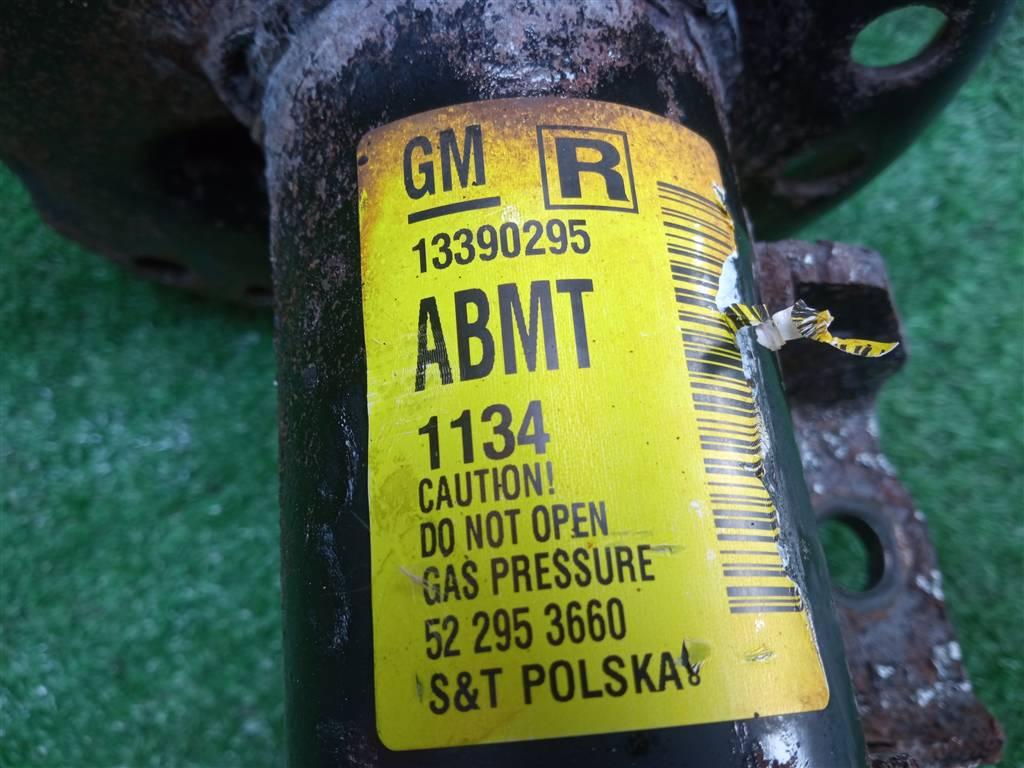 GM R
13390295
ABMT
1134
CAUTION!
DO NOT OPEN
GAS PRESSURE
52 295 3660
S&T POLSKA